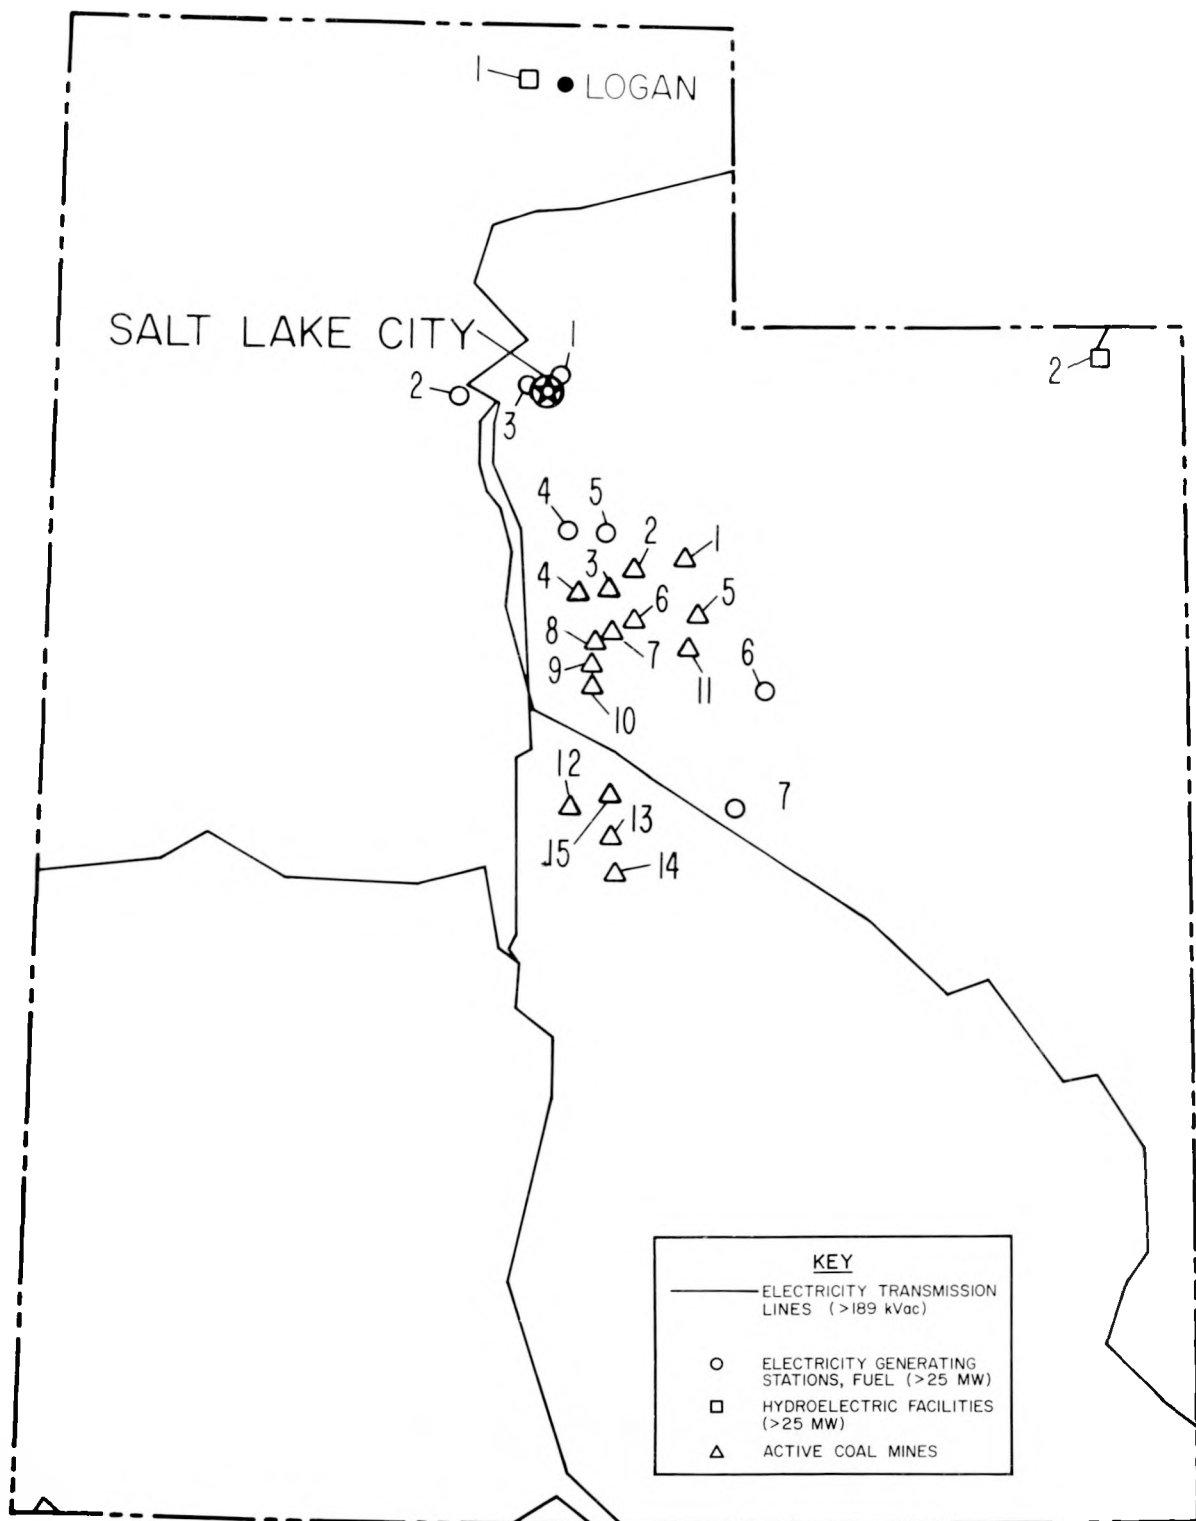 1
LOGAN
SALT LAKE CITY
1
2
3
2
4
5
2
1
3
4
6
5
8
7
9
11
6
10
12
7
13
15
14
KEY
ELECTRICITY TRANSMISSION
LINES (>189 kVac)
ELECTRICITY GENERATING
STATIONS, FUEL (>25 MW)
HYDROELECTRIC FACILITIES
(>25 MW)
ACTIVE COAL MINES